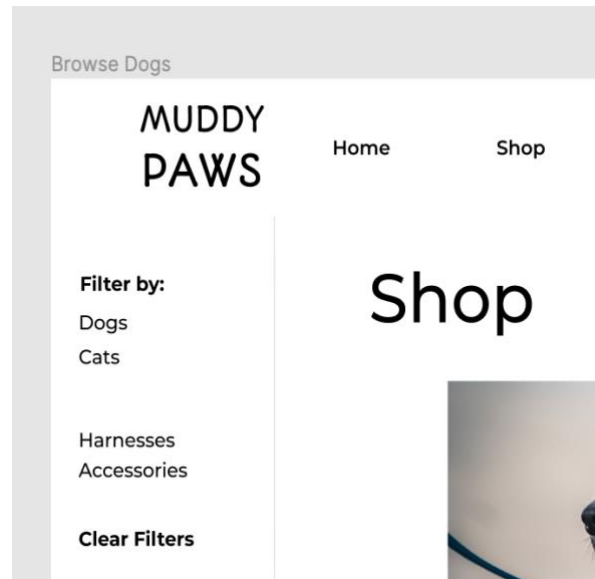 Browse Dogs
MUDDY
PAWS
Home
Shop
Filter by:
Dogs
Cats
Harnesses
Accessories
Clear Filters
Shop